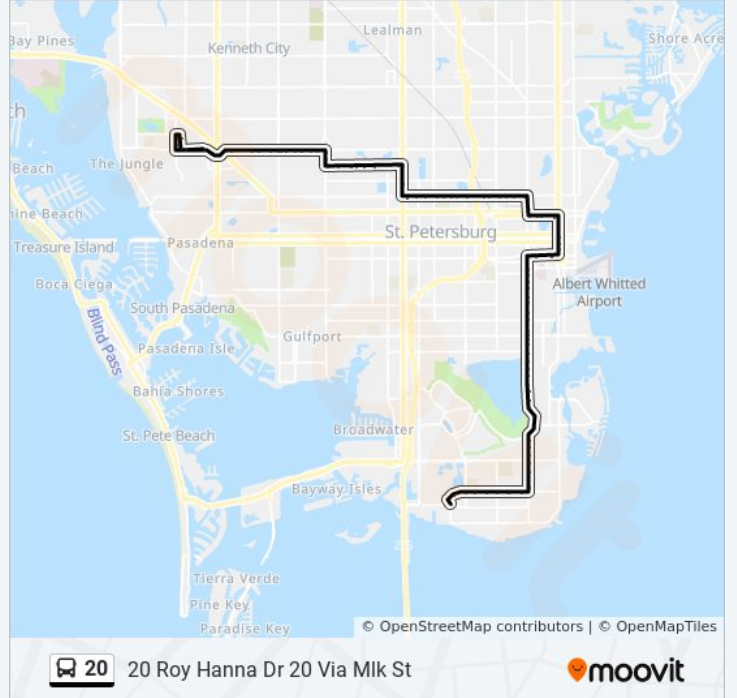 Lealman
Bay Pines
Kenneth City
Shore Acre
ch
The Jungle
Beach
nine Beach
Treasure Island
Pasadena
St. Petersburg
Boca Ciega
Albert Whitted
Airport
South Pasadena
Blind Pass
Gulfport
Pasadena Isle
Bahia Shores
Broadwater
St. Pete Beach
Bayway Isles
Tierra Verde
Pine Key
Paradise Key
© OpenStreetMap contributors | © OpenMapTiles
20
20 Roy Hanna Dr 20 Via Mlk St
moovit